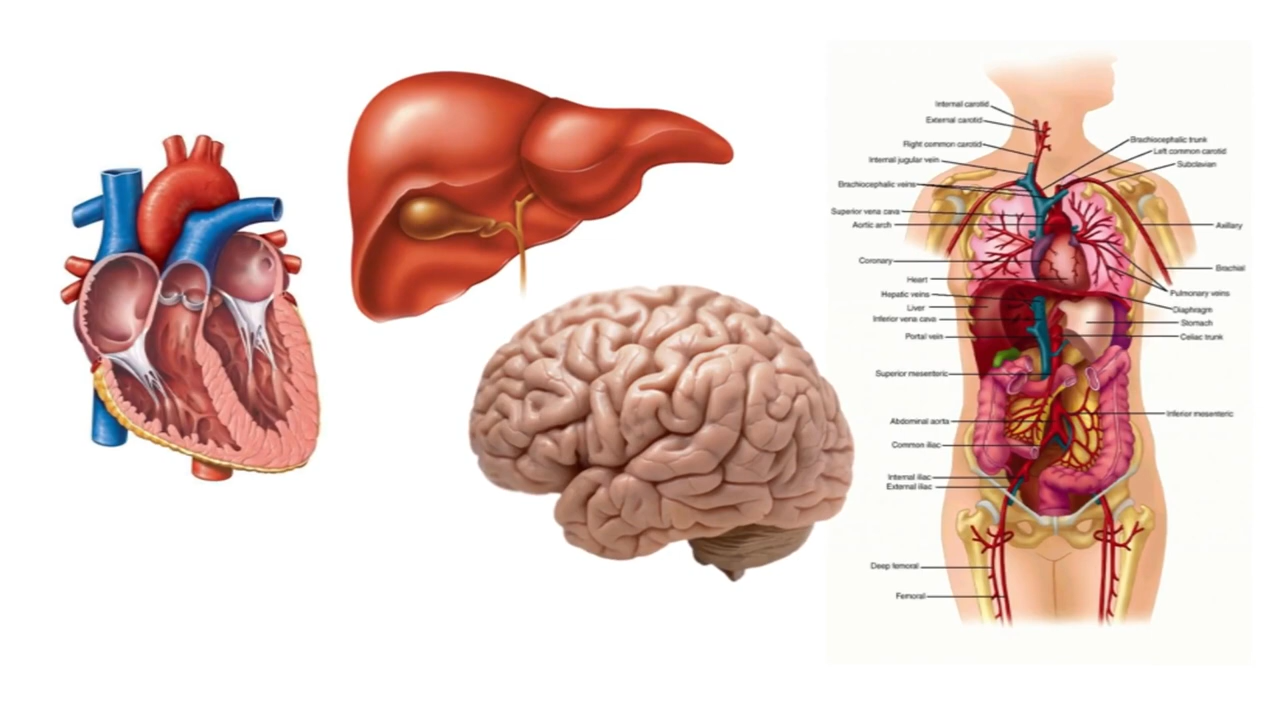 Internal carotid
External carotid
Right common carotid
Internal jugular vein
Brachiocephalic veins
Superior vena cava
Aortic arch
Coronary
Heart
Hepatic veins
Liver
Inferior vena cava
Portal vein
Superior mesenteric
Abdominal aorta
Common iliac
Internal iliac
External iliac
Deep femoral
Femoral
Brachiocephalic trunk
Left common carotid
Subclavian
Axillary
Brachial
Pulmonary veins
Diaphragm
Stomach
Celiac trunk
Inferior mesenteric